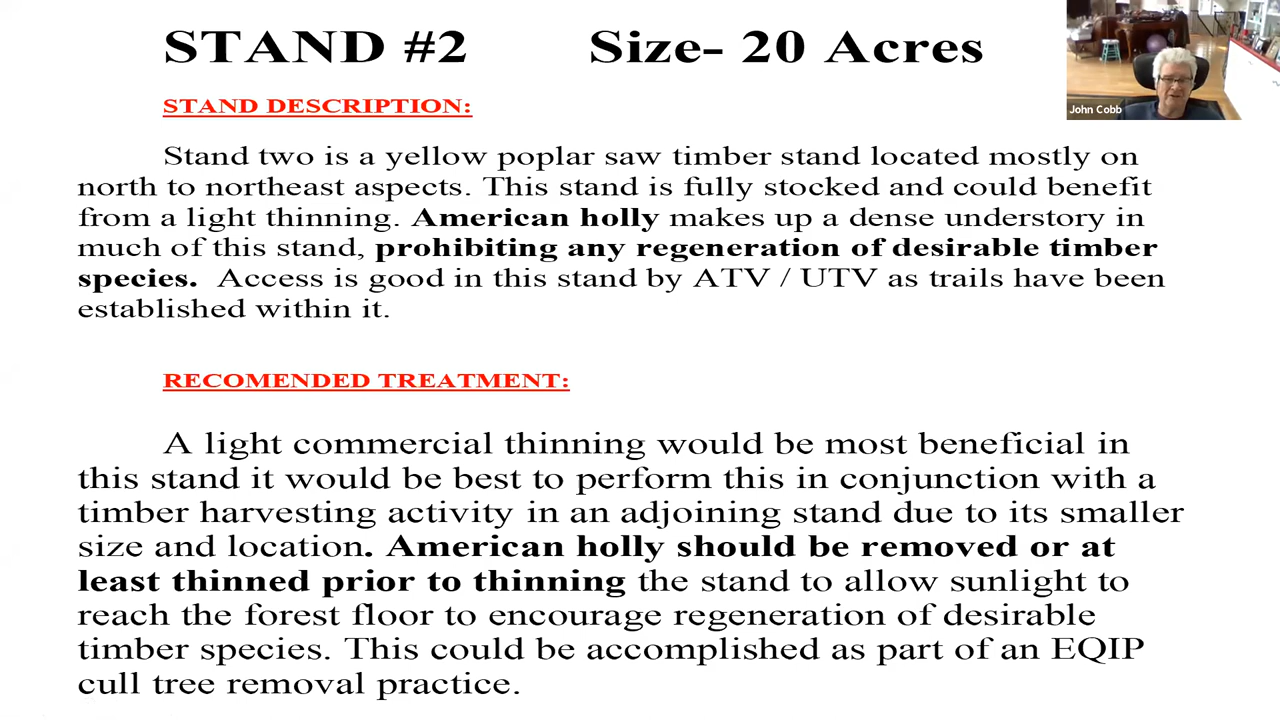 STAND #2 Size- 20 Acres
John Cobb
STAND DESCRIPTION:
Stand two is a yellow poplar saw timber stand located mostly on
north to northeast aspects. This stand is fully stocked and could benefit
from a light thinning. American holly makes up a dense understory in
much of this stand, prohibiting any regeneration of desirable timber
species. Access is good in this stand by ATV / UTV as trails have been
established within it.
RECOMENDED TREATMENT:
A light commercial thinning would be most beneficial in
this stand it would be best to perform this in conjunction with a
timber harvesting activity in an adjoining stand due to its smaller
size and location. American holly should be removed or at
least thinned prior to thinning the stand to allow sunlight to
reach the forest floor to encourage regeneration of desirable
timber species. This could be accomplished as part of an EQIP
cull tree removal practice.